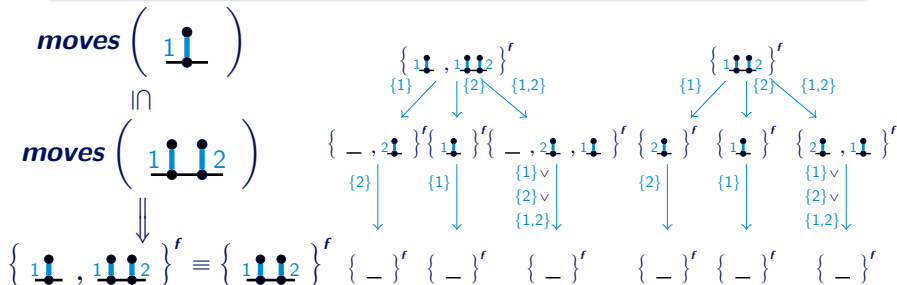 moves ( 1 )
⊇
moves ( 1 2 )
⇓
{ 1 , 1 2 }^f ≡ { 1 2 }^f
{ 1 , 1 2 }^f
{1} {2} {1,2}
{ _ , 2 }^f { 1 }^f { _ , 2 , 1 }^f
{2} {1} {1} ∨
{2} ∨
{1,2}
{ _ }^f { _ }^f { _ }^f
{ 1 2 }^f
{1} {2} {1,2}
{ 2 }^f { 1 }^f { 2 , 1 }^f
{2} {1} {1} ∨
{2} ∨
{1,2}
{ _ }^f { _ }^f { _ }^f